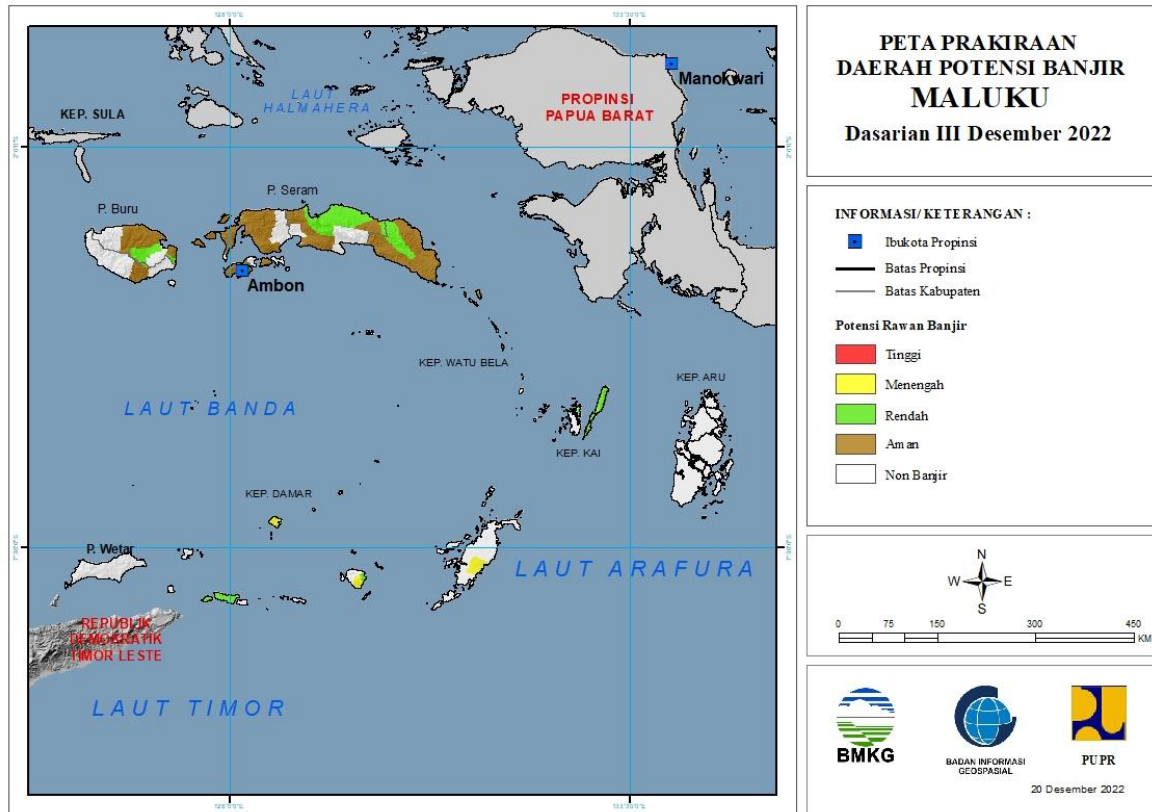 PETA PRAKIRAAN
DAERAH POTENSI BANJIR
MALUKU
Dasarian III Desember 2022
INFORMASI/ KETERANGAN :
Ibukota Propinsi
Batas Propinsi
Batas Kabupaten
Potensi Rawan Banjir
Tinggi
Menengah
Rendah
Aman
Non Banjir
N
W E
S
0 75 150 300 450
KM
BMKG
BADAN INFORMASI
GEOSPASIAL
PUPR
20 Desember 2022
Manokwari
LAUT
HALMAHERA
PROPINSI
PAPUA BARAT
KEP. SULA
P. Seram
P. Buru
Ambon
KEP. WATU BELA
KEP. ARU
LAUT BANDA
KEP. KAI
KEP. DAMAR
P. Wetar
LAUT ARAFURA
REPUBLIK
DEMOKRATIK
TIMOR LESTE
LAUT TIMOR